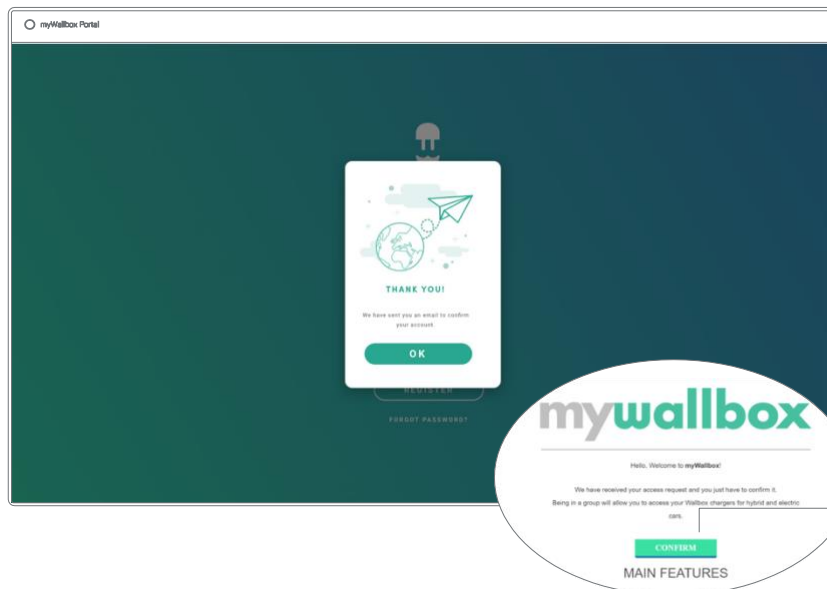 myWallbox Portal
THANK YOU!
We have sent you an email to confirm
your account.
OK
REGISTER
FORGOT PASSWORD?
mywallbox
Hello, Welcome to myWallbox!
We have received your access request and you just have to confirm it.
Being in a group will allow you to access your Wallbox chargers for hybrid and electric
cars.
CONFIRM
MAIN FEATURES